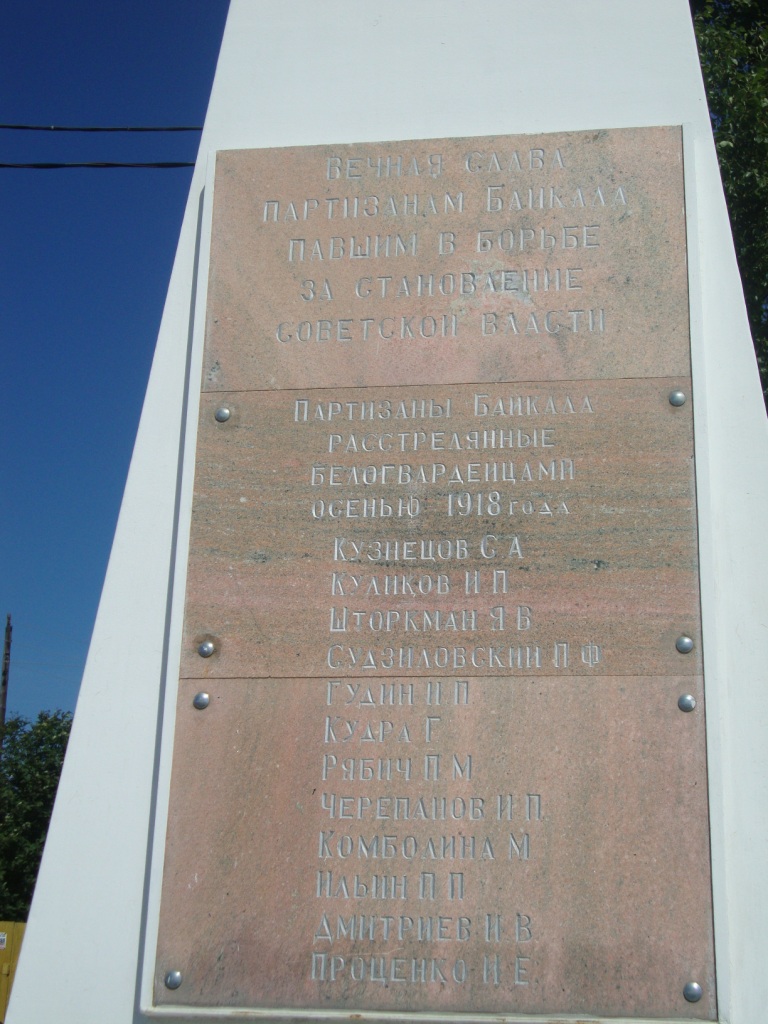 ВЕЧНАЯ СЛАВА
ПАРТИЗАНАМ БАЙКАЛА
ПАВШИМ В БОРЬБЕ
ЗА СТАНОВЛЕНИЕ
СОВЕТСКОЙ ВЛАСТИ
ПАРТИЗАНЫ БАЙКАЛА
РАССТРЕЛЯННЫЕ
БЕЛОГВАРДЕЙЦАМИ
ОСЕНЬЮ 1918 ГОДА
КУЗНЕЦОВ С А
КУЛИКОВ И П
ШТОРКМАН Я В
СУДЗИЛОВСКИЙ П Ф
ГУДИН И П
КУДРА Г
РЯБИЧ П М
ЧЕРЕПАНОВ И П
КОМБОЛИНА М
ИЛЬИН П П
ДМИТРИЕВ И В
ПРОЦЕНКО И Е